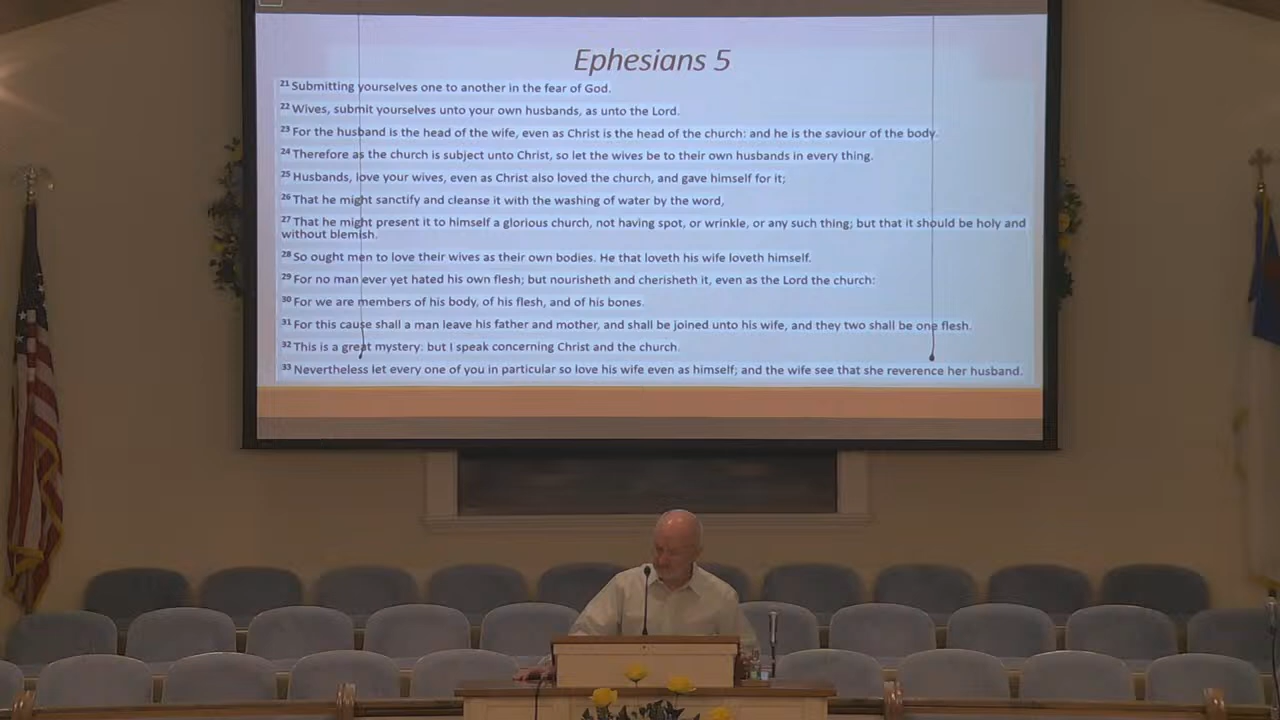 Ephesians 5
21 Submitting yourselves one to another in the fear of God.
22 Wives, submit yourselves unto your own husbands, as unto the Lord.
23 For the husband is the head of the wife, even as Christ is the head of the church: and he is the saviour of the body.
24 Therefore as the church is subject unto Christ, so let the wives be to their own husbands in every thing.
25 Husbands, love your wives, even as Christ also loved the church, and gave himself for it;
26 That he might sanctify and cleanse it with the washing of water by the word,
27 That he might present it to himself a glorious church, not having spot, or wrinkle, or any such thing; but that it should be holy and
without blemish.
28 So ought men to love their wives as their own bodies. He that loveth his wife loveth himself.
29 For no man ever yet hated his own flesh; but nourisheth and cherisheth it, even as the Lord the church:
30 For we are members of his body, of his flesh, and of his bones.
31 For this cause shall a man leave his father and mother, and shall be joined unto his wife, and they two shall be one flesh.
32 This is a great mystery: but I speak concerning Christ and the church.
33 Nevertheless let every one of you in particular so love his wife even as himself; and the wife see that she reverence her husband.